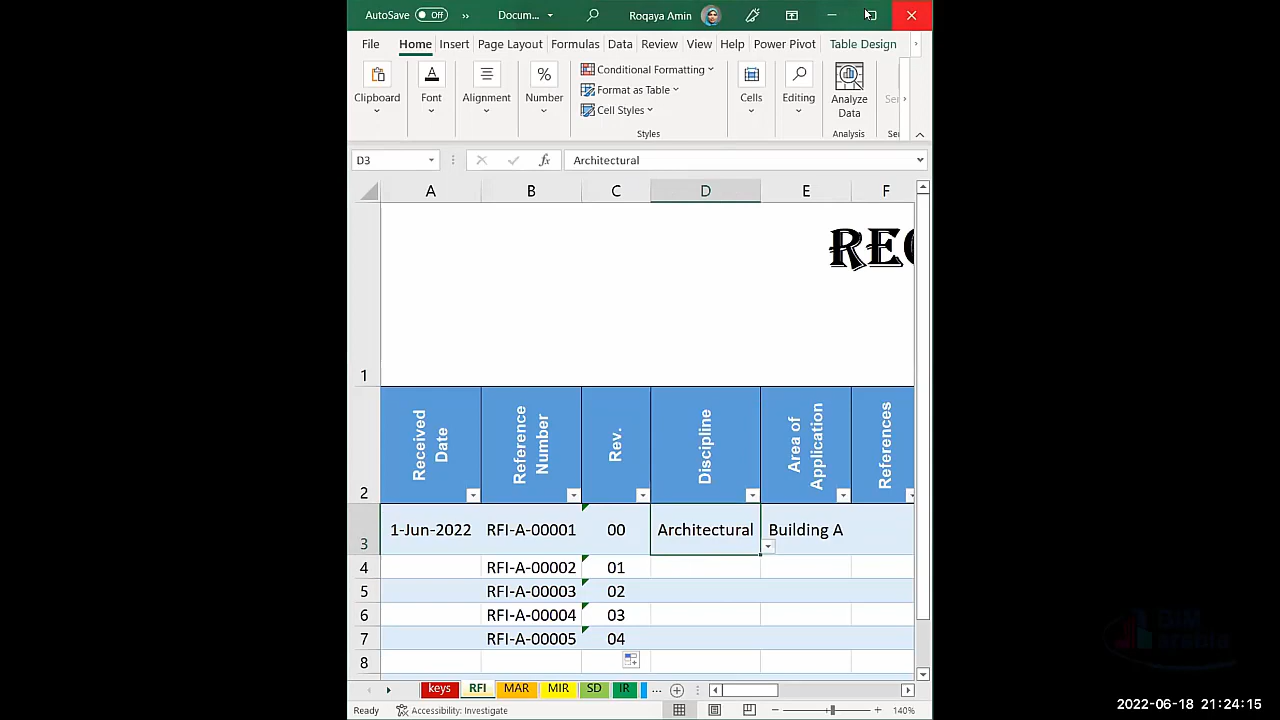 AutoSave Off » Docum... Roqaya Amin
File Home Insert Page Layout Formulas Data Review View Help Power Pivot Table Design
Clipboard Font Alignment Number
Conditional Formatting
Format as Table
Cell Styles
Styles
Cells Editing
Analyze
Data
Analysis
D3 fx Architectural
A B C D E F
1
2 Received
Date
Reference
Number
Rev.
Discipline
Area of
Application
References
3 1-Jun-2022 RFI-A-00001 00 Architectural Building A
4 RFI-A-00002 01
5 RFI-A-00003 02
6 RFI-A-00004 03
7 RFI-A-00005 04
8
keys RFI MAR MIR SD IR ...
Ready Accessibility: Investigate 140%
2022-06-18 21:24:15